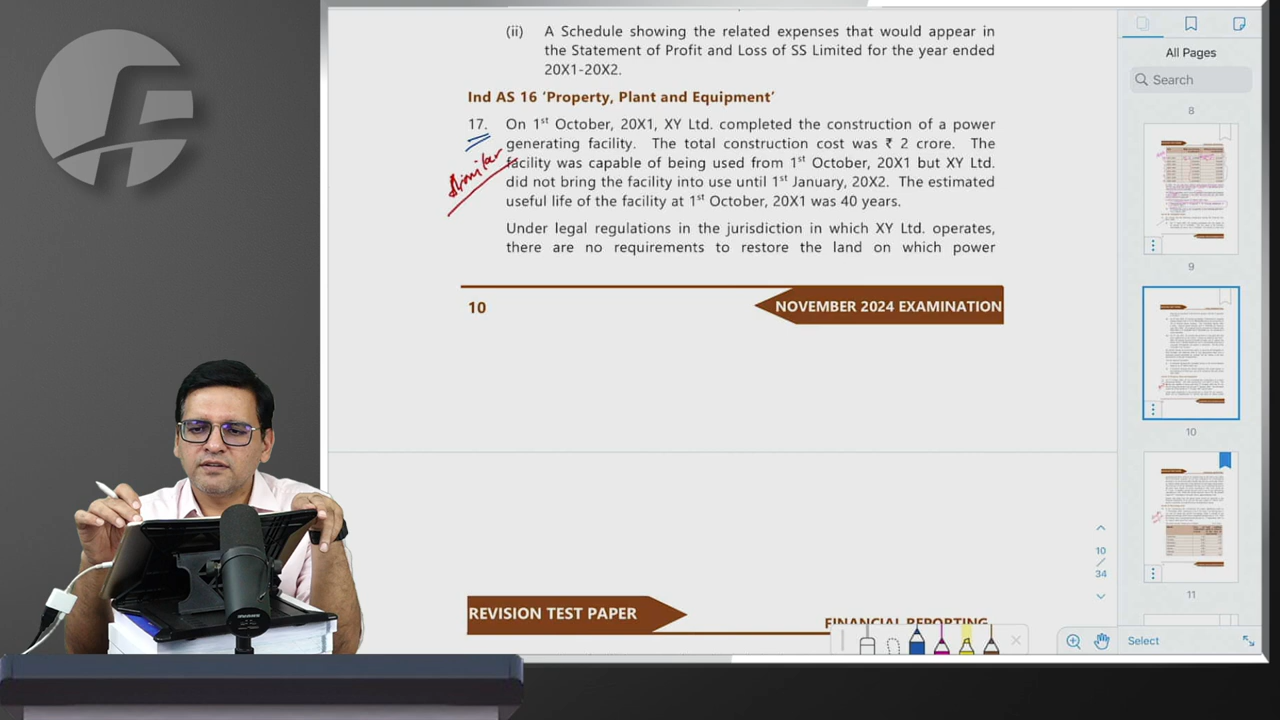 (ii) A Schedule showing the related expenses that would appear in
the Statement of Profit and Loss of SS Limited for the year ended
20X1-20X2.
Ind AS 16 ‘Property, Plant and Equipment’
17. On 1st October, 20X1, XY Ltd. completed the construction of a power
generating facility. The total construction cost was ₹ 2 crore. The
facility was capable of being used from 1st October, 20X1 but XY Ltd.
did not bring the facility into use until 1st January, 20X2. The estimated
useful life of the facility at 1st October, 20X1 was 40 years.
Similar
Under legal regulations in the jurisdiction in which XY Ltd. operates,
there are no requirements to restore the land on which power
10
NOVEMBER 2024 EXAMINATION
REVISION TEST PAPER
FINANCIAL REPORTING
All Pages
Search
8
9
10
11
10
/
34
Select